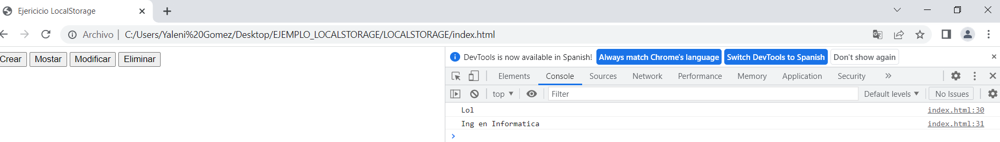 Ejericicio LocalStorage
Archivo | C:/Users/Yaleni%20Gomez/Desktop/EJEMPLO_LOCALSTORAGE/LOCALSTORAGE/index.html
Crear Mostar Modificar Eliminar
DevTools is now available in Spanish! Always match Chrome's language Switch DevTools to Spanish Don't show again
Elements Console Sources Network Performance Memory Application Security
top Filter Default levels No Issues
Lol index.html:30
Ing en Informatica index.html:31